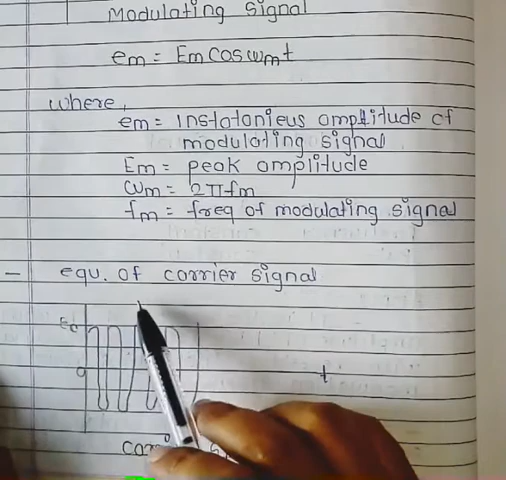 Modulating Signal
em = Em cos ωmt
where,
em = instatonieus amplitude of
modulating signal
Em = peak amplitude
ωm = 2πfm
fm = freq of modulating signal
- equ. of carrier signal
Ec
0
t